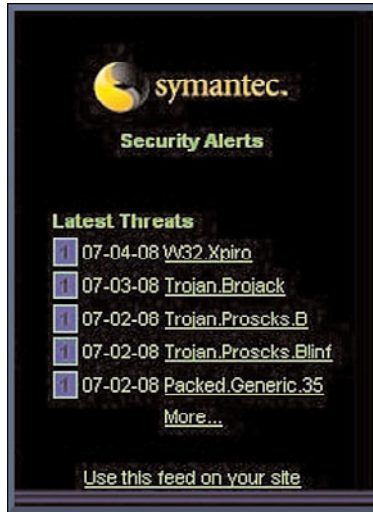 symantec.
Security Alerts
Latest Threats
1 07-04-08 W32.Xpiro
1 07-03-08 Trojan.Brojack
1 07-02-08 Trojan.Proscks.B
1 07-02-08 Trojan.Proscks.B!inf
1 07-02-08 Packed.Generic.35
More...
Use this feed on your site